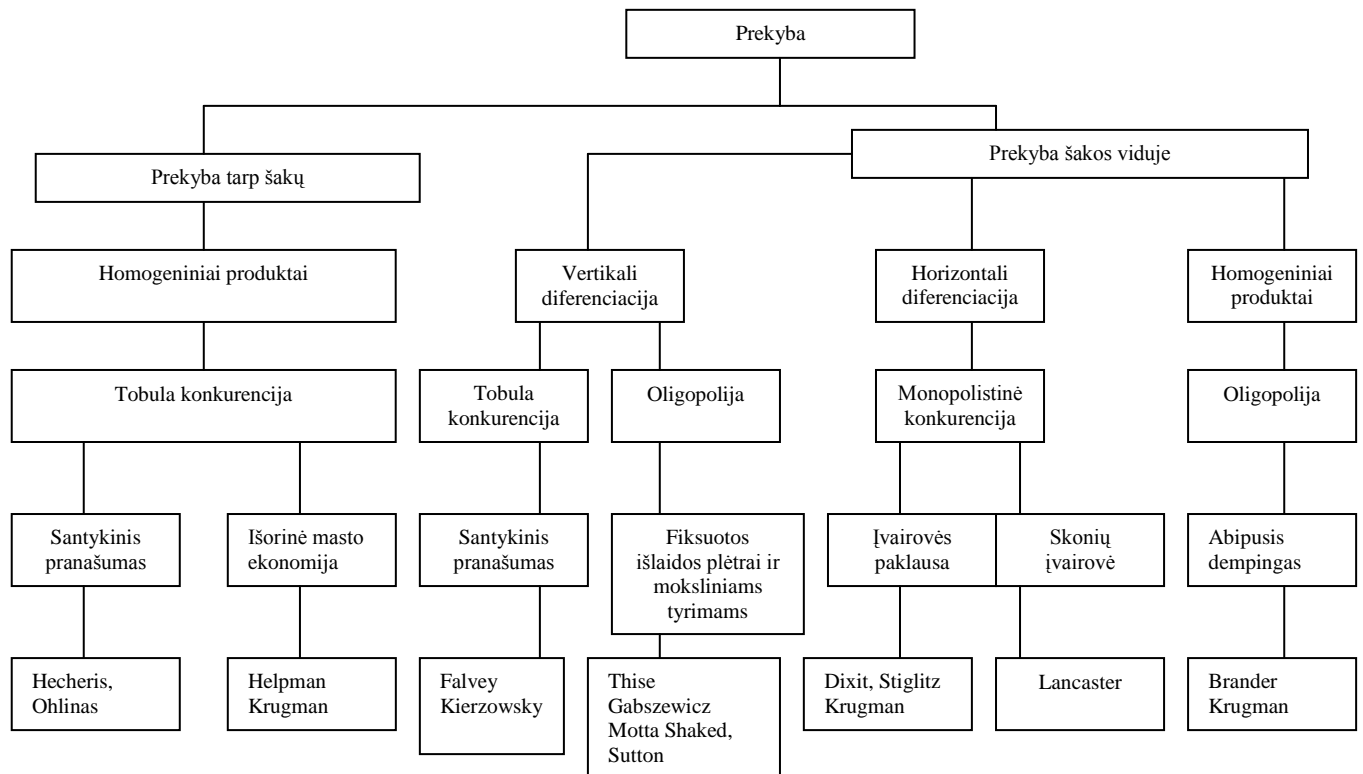 Prekyba
Prekyba tarp šakų
Prekyba šakos viduje
Homogeniniai produktai
Vertikali
diferenciacija
Horizontali
diferenciacija
Homogeniniai
produktai
Tobula konkurencija
Tobula
konkurencija
Oligopolija
Monopolistinė
konkurencija
Oligopolija
Santykinis
pranašumas
Išorinė masto
ekonomija
Santykinis
pranašumas
Fiksuotos
išlaidos plėtrai ir
moksliniams
tyrimams
Įvairovės
paklausa
Skonių
įvairovė
Abipusis
dempingas
Hecheris,
Ohlinas
Helpman
Krugman
Falvey
Kierzowsky
Thise
Gabszewicz
Motta Shaked,
Sutton
Dixit, Stiglitz
Krugman
Lancaster
Brander
Krugman